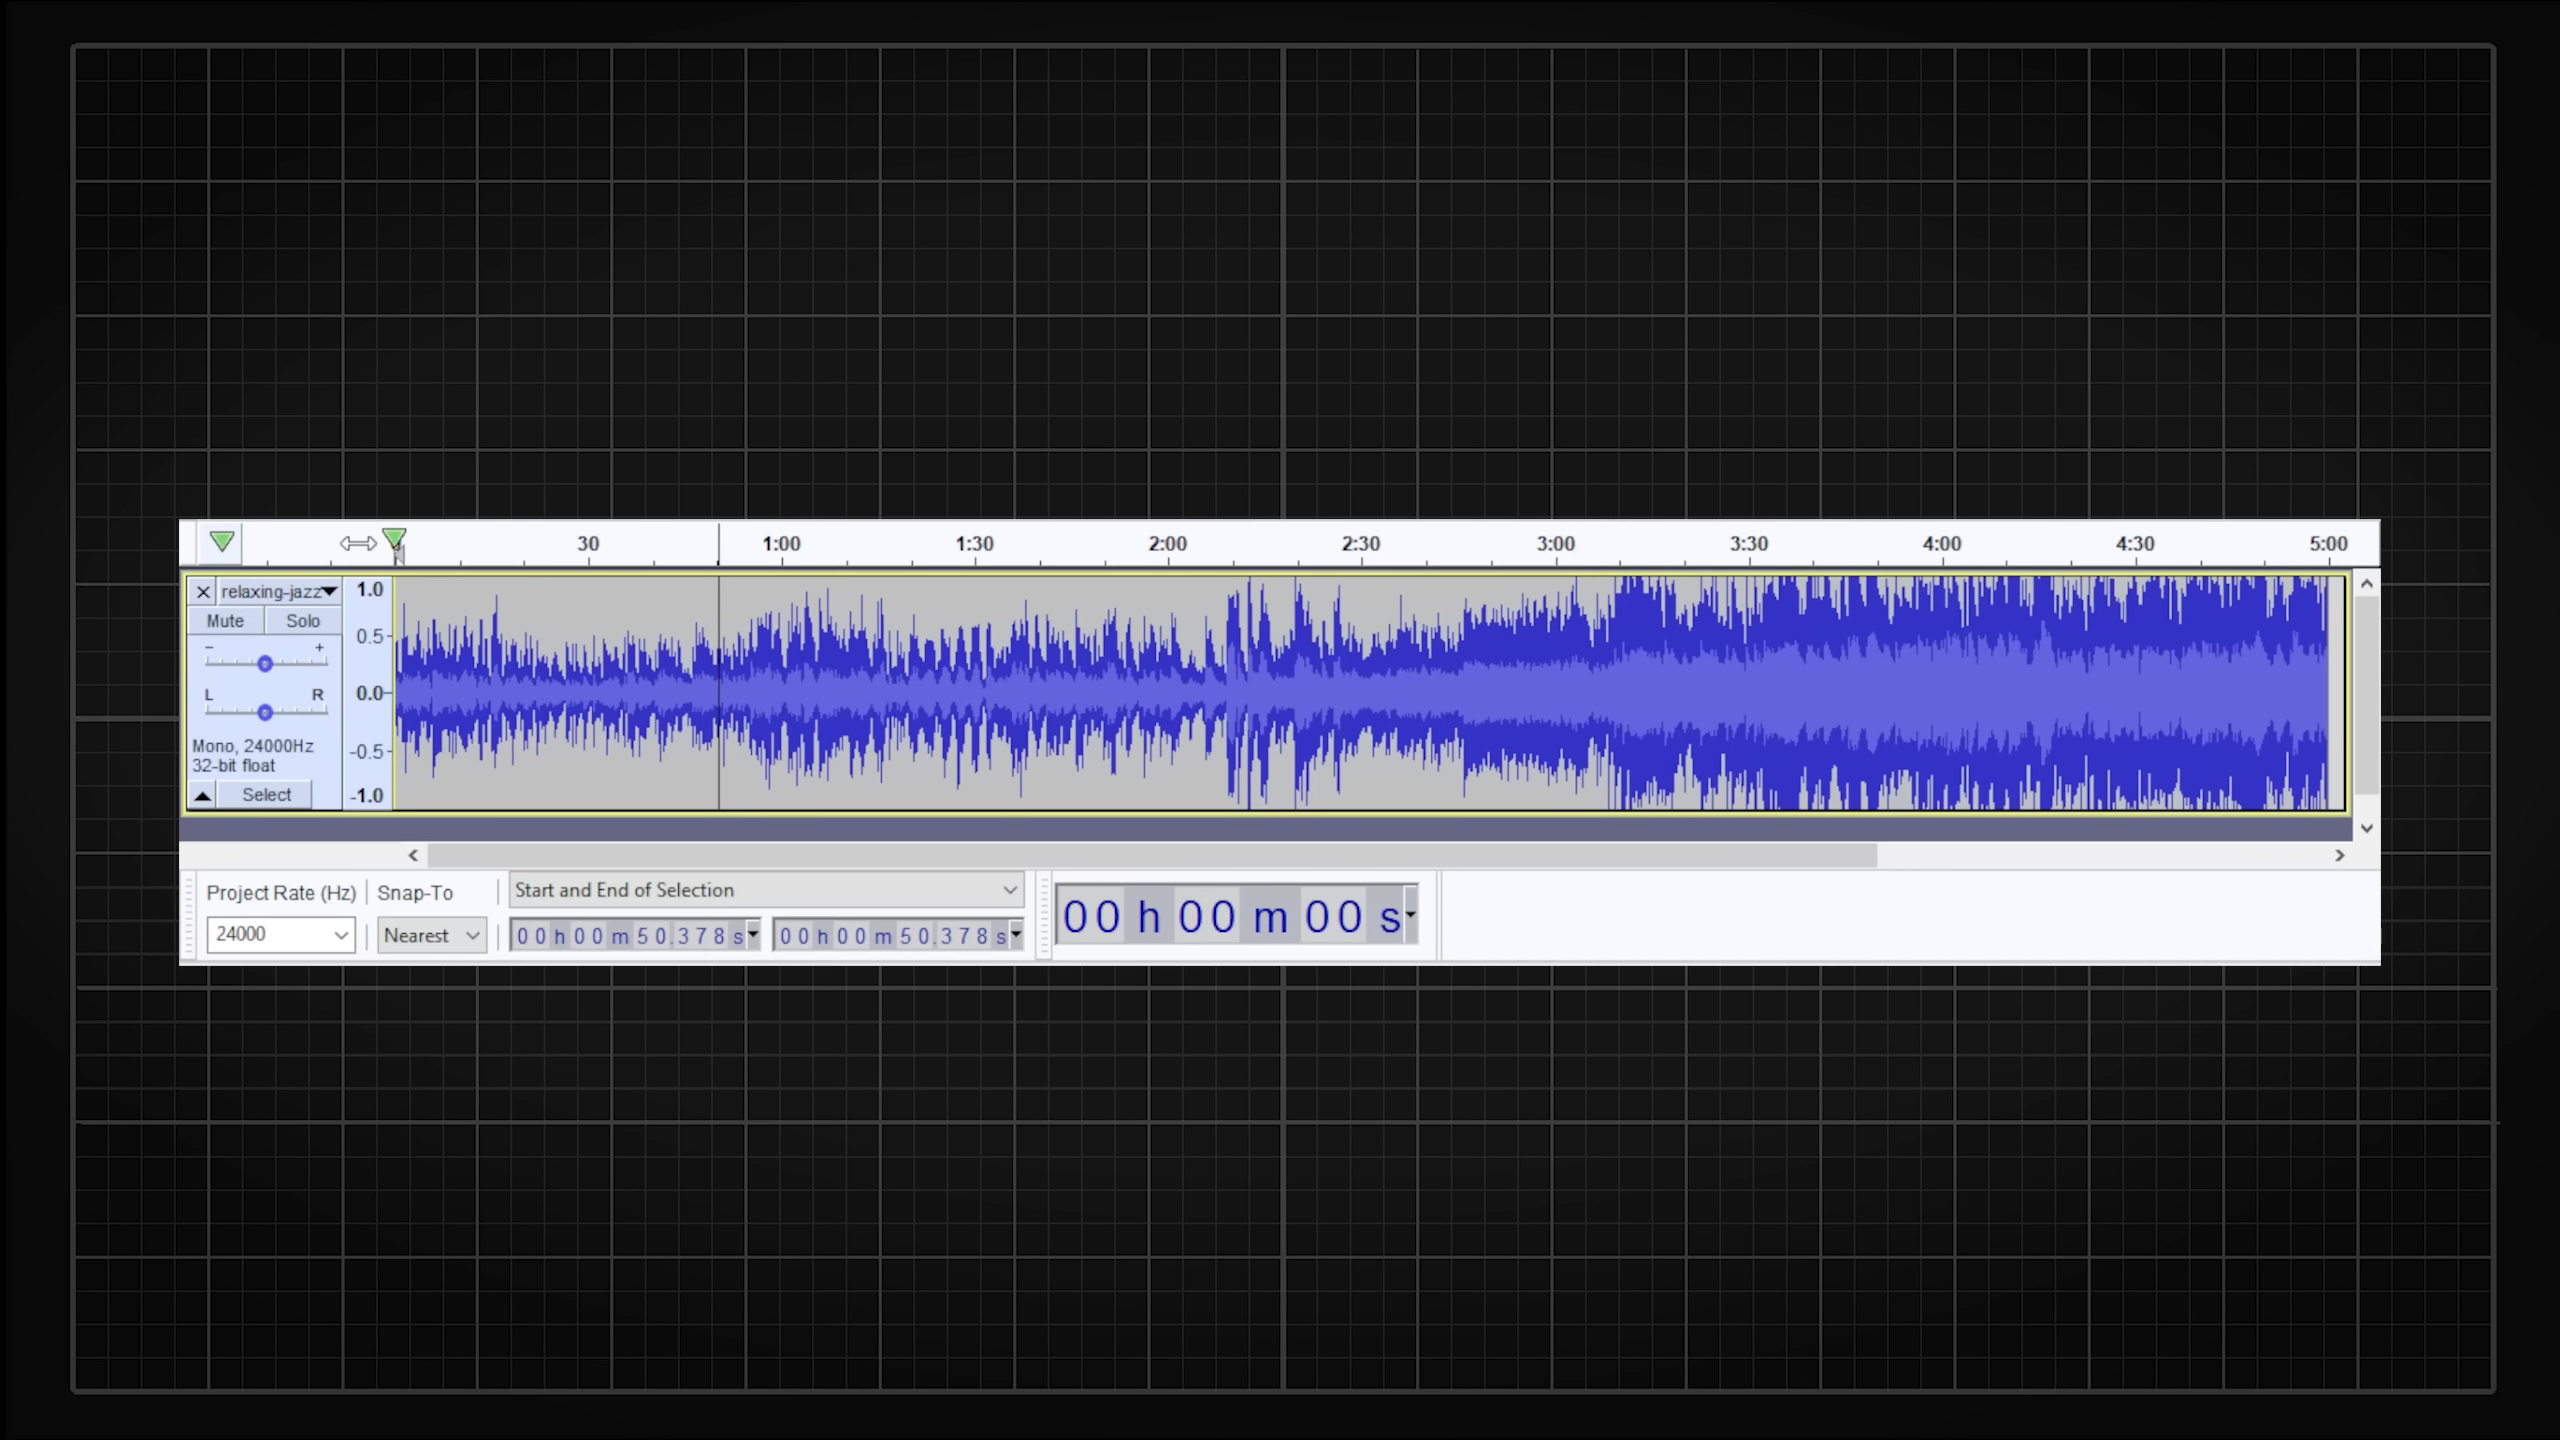 30 1:00 1:30 2:00 2:30 3:00 3:30 4:00 4:30 5:00
relaxing-jazz
Mute Solo
- +
L R
Mono, 24000Hz
32-bit float
Select
1.0
0.5
0.0
-0.5
-1.0
Project Rate (Hz) Snap-To Start and End of Selection
24000 Nearest 00h00m50.378s 00h00m50.378s
00h00m00s